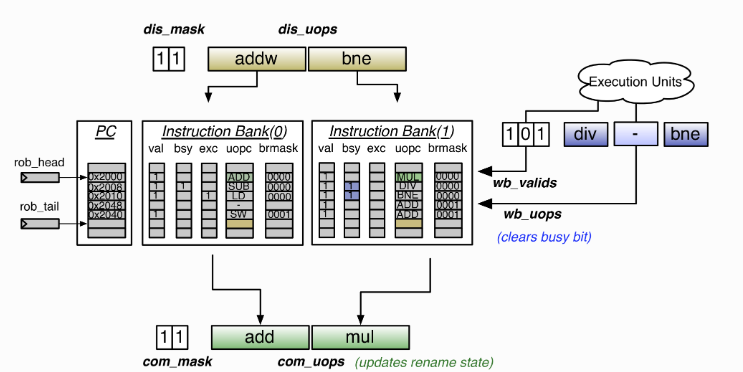 dis_mask dis_uops
1 1 addw bne
Execution Units
PC Instruction Bank(0) Instruction Bank(1)
1 0 1 div - bne
val bsy exc uopc brmask val bsy exc uopc brmask
rob_head
0x2000 1 ADD 0000 1 MUL 0000
0x2008 1 1 SUB 0000 1 1 DIV 0000
0x2010 1 1 LD 0000 1 1 BNE 0000
0x2048 - 1 ADD 0001
0x2040 1 SW 0001 1 ADD 0001
wb_valids
rob_tail
wb_uops
(clears busy bit)
1 1 add mul
com_mask com_uops (updates rename state)